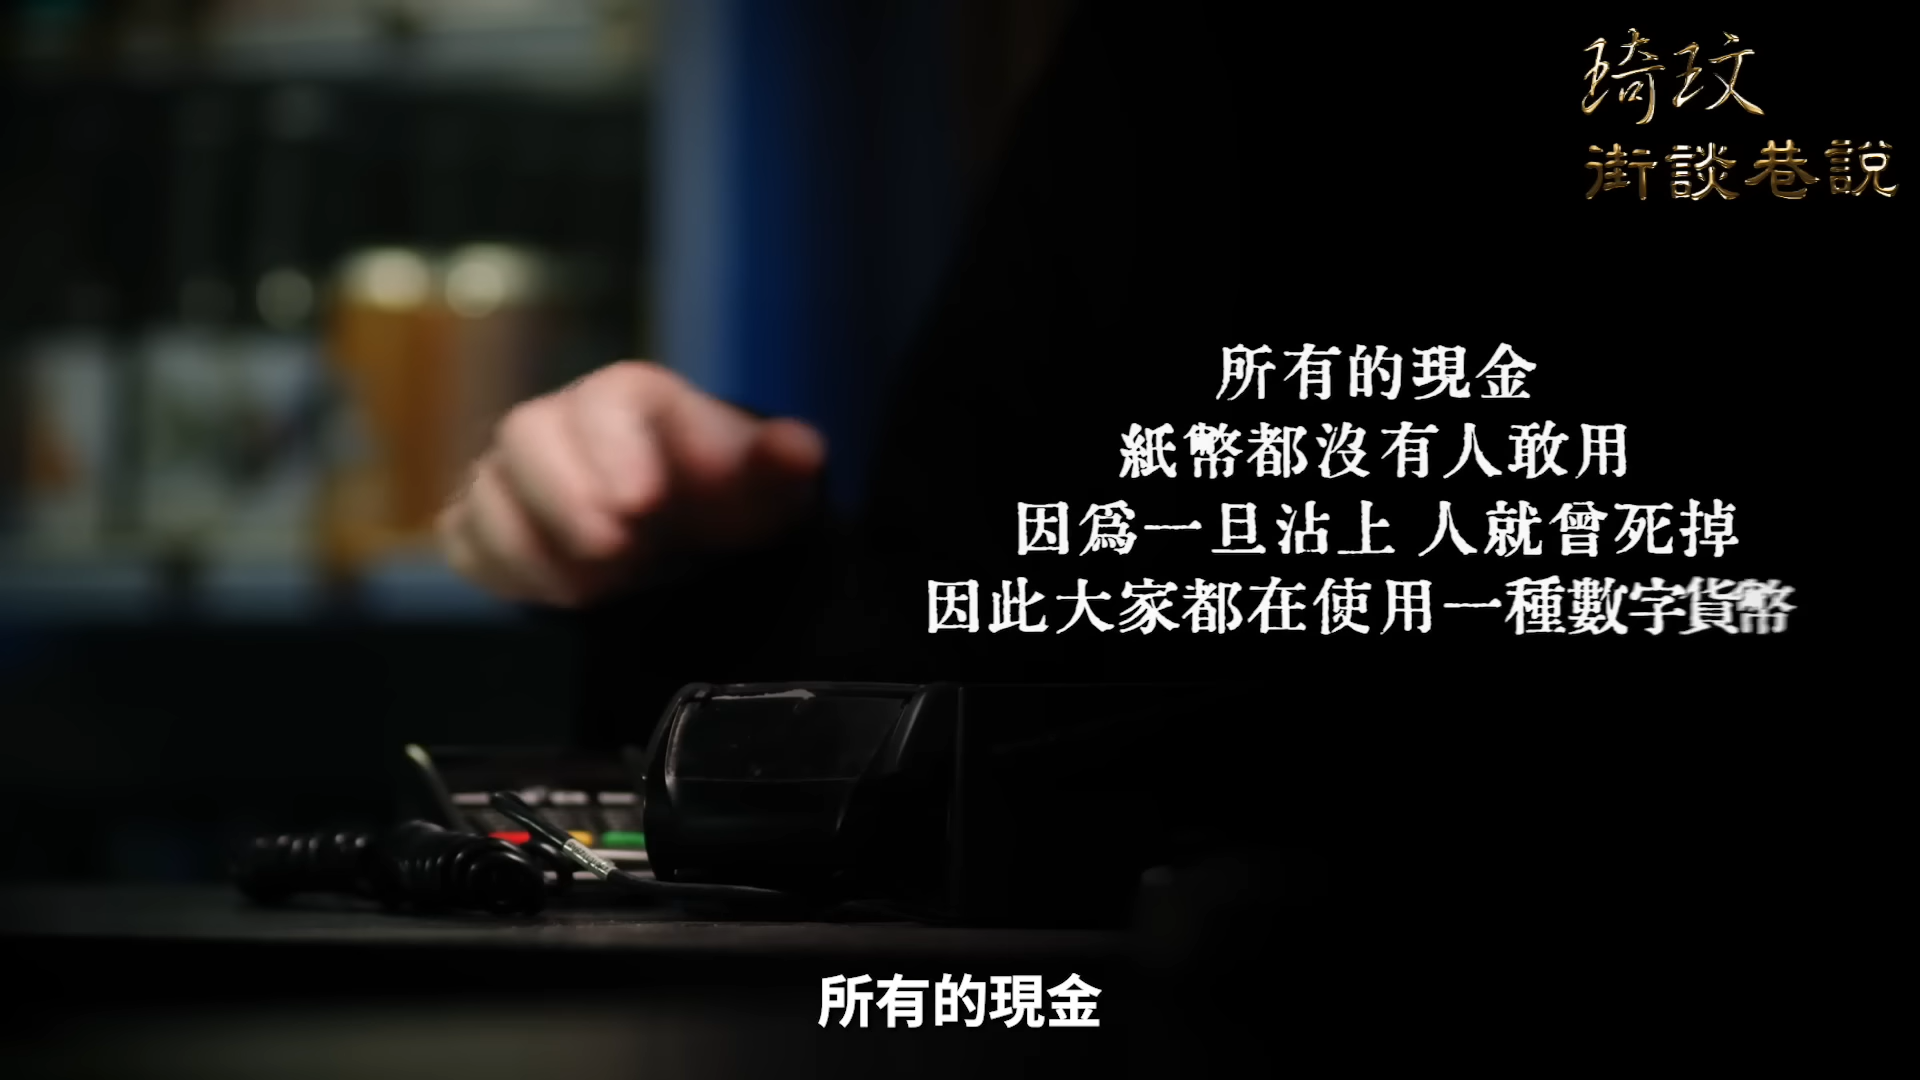 琦玟
街談巷說
所有的現金
紙幣都沒有人敢用
因爲一旦沾上 人就曾死掉
因此大家都在使用一種數字貨幣
所有的現金